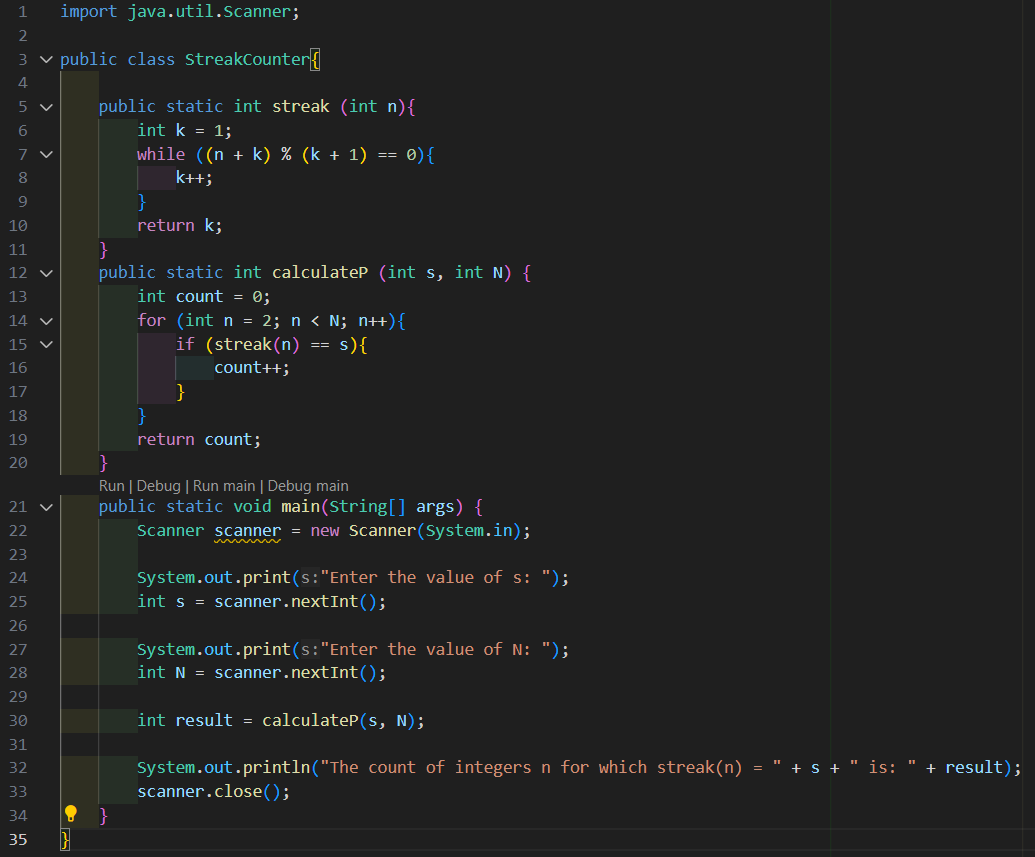 1 import java.util.Scanner;
2
3 public class StreakCounter{
4
5 public static int streak (int n){
6 int k = 1;
7 while ((n + k) % (k + 1) == 0){
8 k++;
9 }
10 return k;
11 }
12 public static int calculateP (int s, int N) {
13 int count = 0;
14 for (int n = 2; n < N; n++){
15 if (streak(n) == s){
16 count++;
17 }
18 }
19 return count;
20 }
Run | Debug | Run main | Debug main
21 public static void main(String[] args) {
22 Scanner scanner = new Scanner(System.in);
23
24 System.out.print(s:"Enter the value of s: ");
25 int s = scanner.nextInt();
26
27 System.out.print(s:"Enter the value of N: ");
28 int N = scanner.nextInt();
29
30 int result = calculateP(s, N);
31
32 System.out.println("The count of integers n for which streak(n) = " + s + " is: " + result);
33 scanner.close();
34 }
35 }